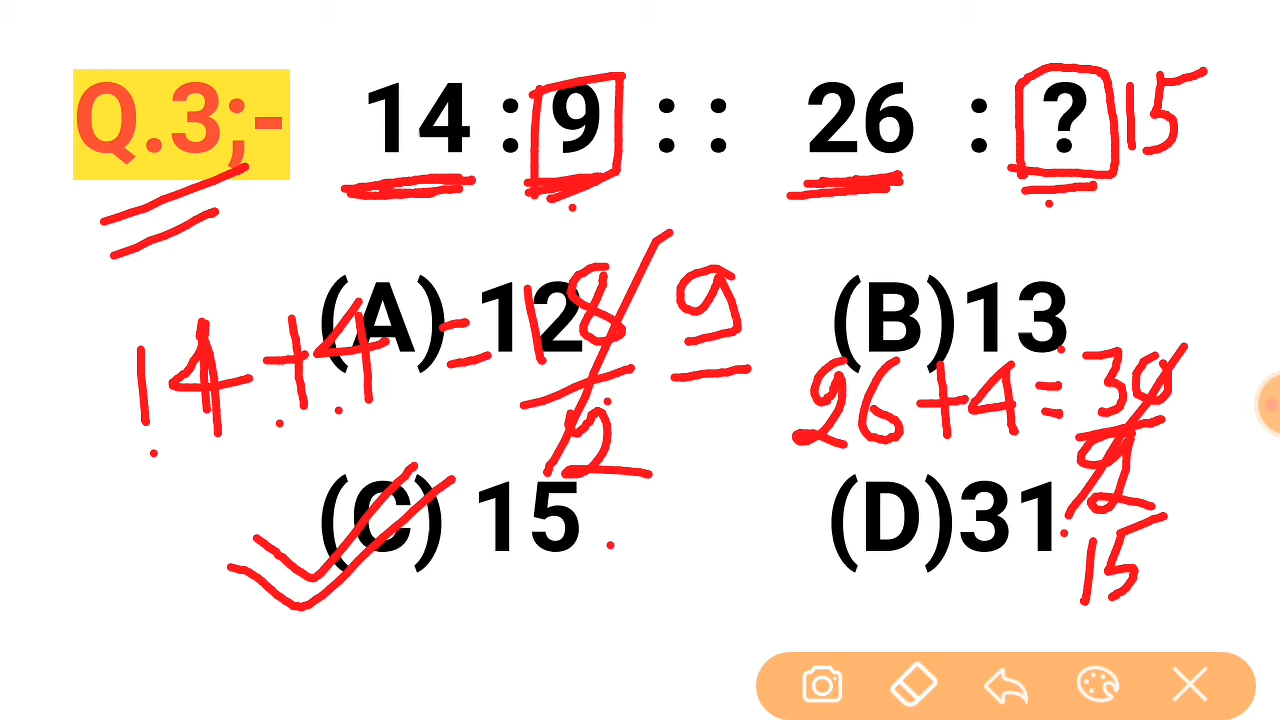 Q.3;- 14 : 9 : : 26 : ? 15
(A) 12 (B) 13
14 + 4 = 18/2 9
26 + 4 = 30/2
15
(C) 15 (D) 31